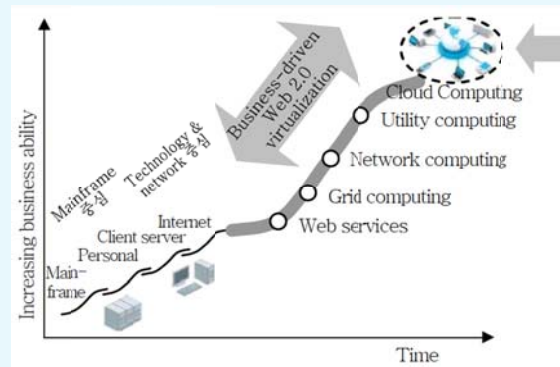 Increasing business ability
Business-driven
Web 2.0
virtualization
Cloud Computing
Utility computing
Network computing
Grid computing
Web services
Mainframe
중심
Technology &
network 중심
Internet
Client server
Personal
Main-
frame
Time